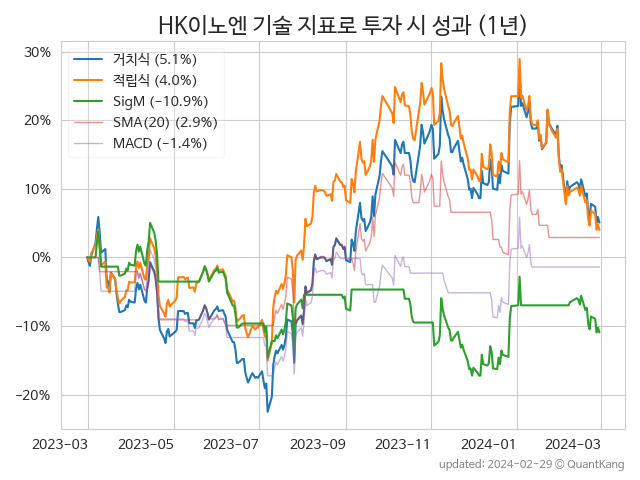 HK이노엔 기술 지표로 투자 시 성과 (1년)
30%
20%
10%
0%
−10%
−20%
거치식 (5.1%)
적립식 (4.0%)
SigM (−10.9%)
SMA(20) (2.9%)
MACD (−1.4%)
2023-03 2023-05 2023-07 2023-09 2023-11 2024-01 2024-03
updated: 2024-02-29 © QuantKang